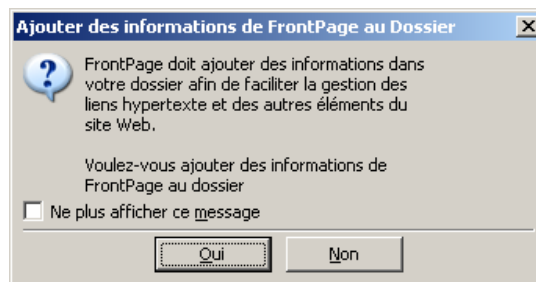 Ajouter des informations de FrontPage au Dossier
FrontPage doit ajouter des informations dans
votre dossier afin de faciliter la gestion des
liens hypertexte et des autres éléments du
site Web.
Voulez-vous ajouter des informations de
FrontPage au dossier
Ne plus afficher ce message
Oui Non